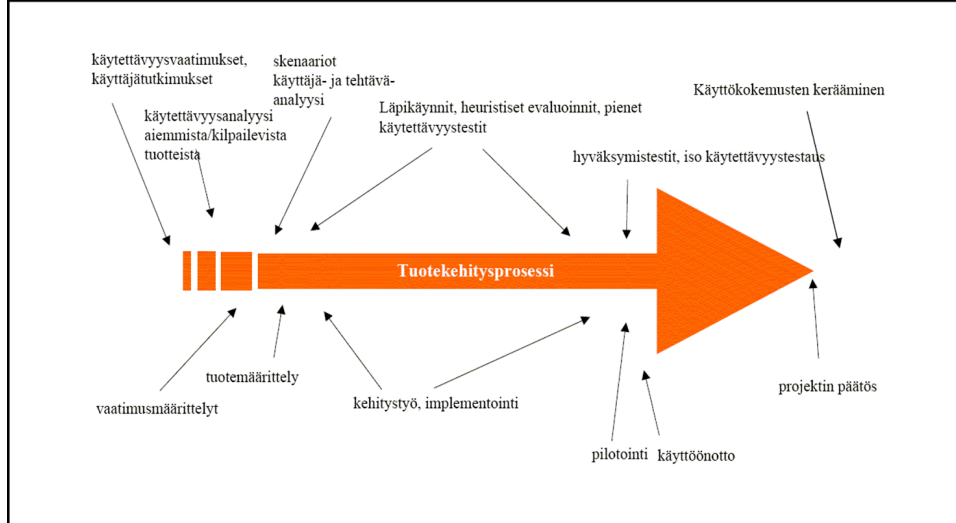 käytettävyysvaatimukset,
käyttäjätutkimukset
käytettävyysanalyysi
aiemmista/kilpailevista
tuotteista
skenaariot
käyttäjä- ja tehtävä-
analyysi
Läpikäynnit, heuristiset evaluoinnit, pienet
käytettävyystestit
hyväksymistestit, iso käytettävyystestaus
Käyttökokemusten kerääminen
Tuotekehitysprosessi
vaatimusmäärittelyt
tuotemäärittely
kehitystyö, implementointi
pilotointi
käyttöönotto
projektin päätös